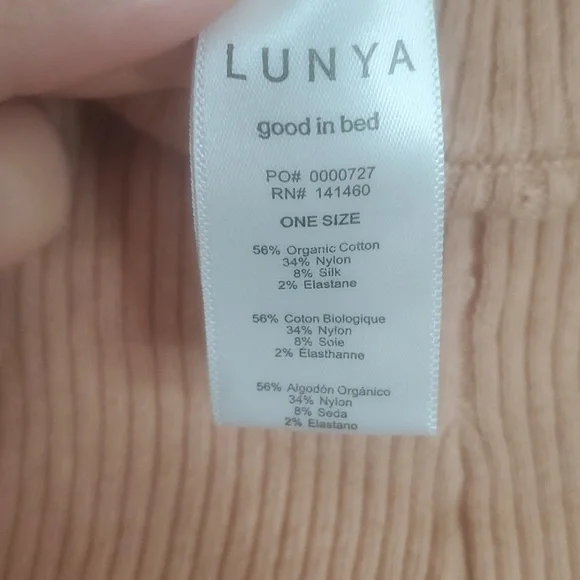 LUNYA
good in bed
PO# 0000727
RN# 141460
ONE SIZE
56% Organic Cotton
34% Nylon
8% Silk
2% Elastane
56% Coton Biologique
34% Nylon
8% Soie
2% Elasthanne
56% Algodón Orgánico
34% Nylon
8% Seda
2% Elastano